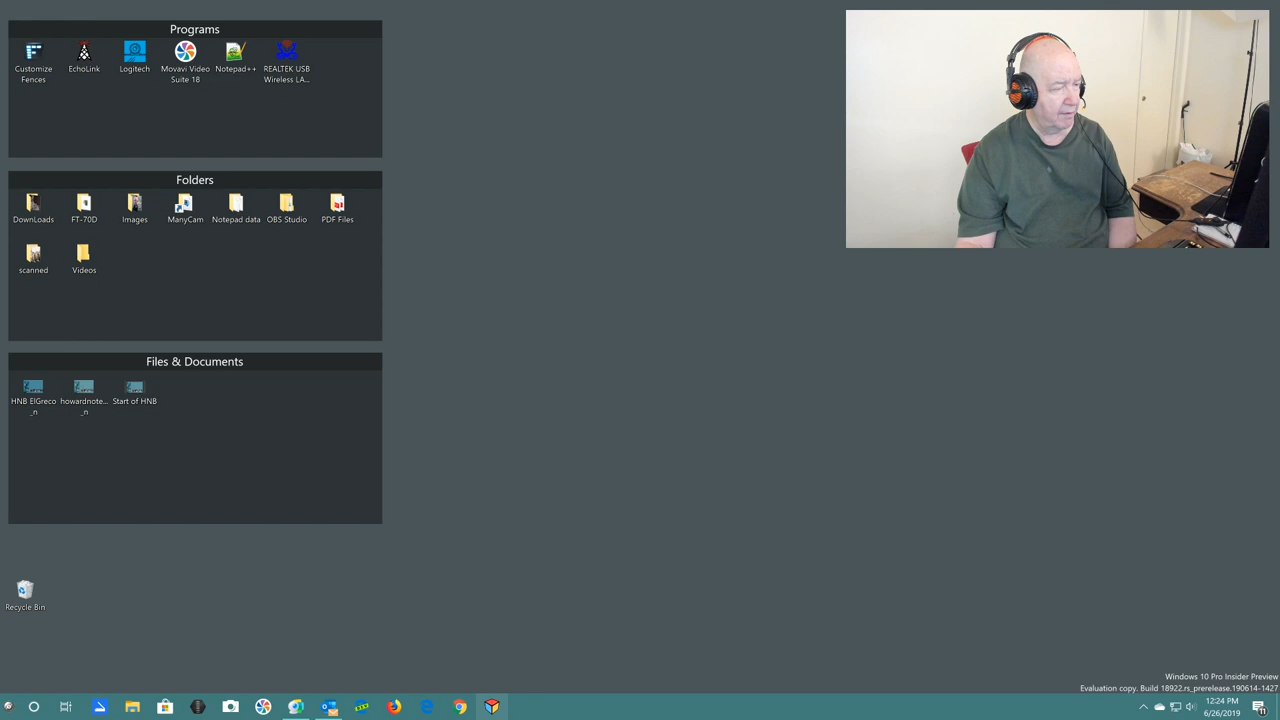 Programs
Customize Fences
EchoLink
Logitech
Movavi Video Suite 18
Notepad++
REALTEK USB Wireless LA...
Folders
DownLoads
FT-70D
Images
ManyCam
Notepad data
OBS Studio
PDF Files
scanned
Videos
Files & Documents
HNB ElGreco_n
howardnote..._n
Start of HNB
Recycle Bin
Windows 10 Pro Insider Preview
Evaluation copy. Build 18922.rs_prerelease.190614-1427
12:24 PM
6/26/2019
11